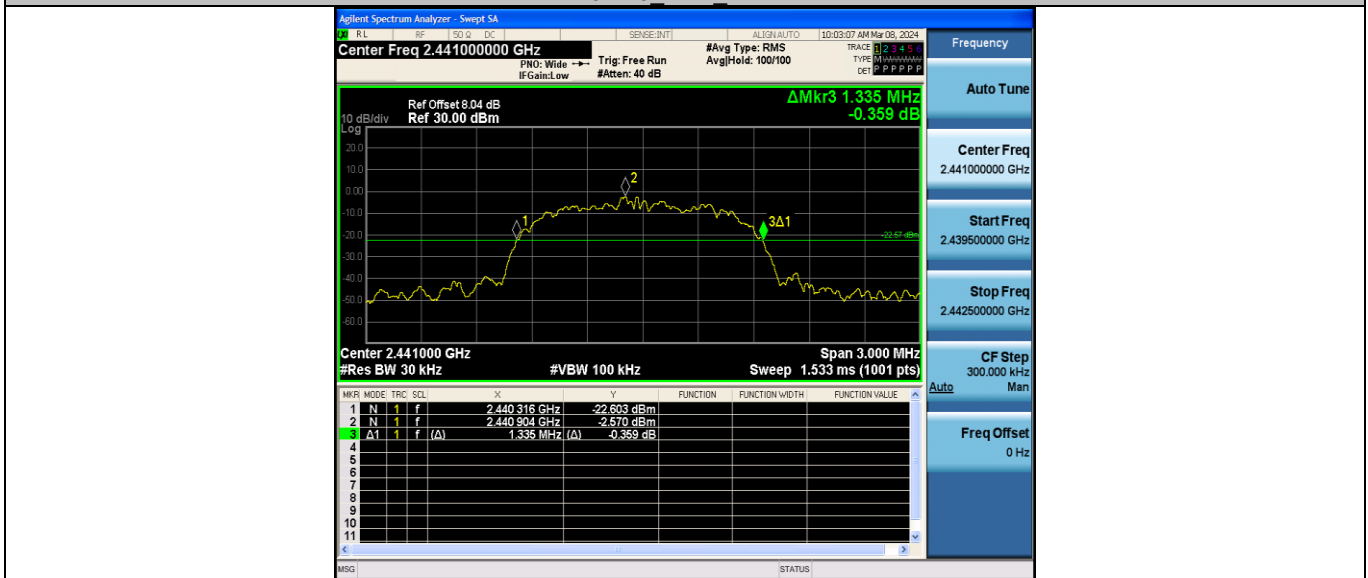 Agilent Spectrum Analyzer - Swept SA
RL RF 50 Ω DC SENSE:INT ALIGN AUTO 10:03:07 AM Mar 08, 2024
Center Freq 2.441000000 GHz
PNO: Wide
IFGain:Low
Trig: Free Run
#Atten: 40 dB
#Avg Type: RMS
Avg|Hold: 100/100
TRACE 1 2 3 4 5 6
TYPE M
DET P P P P P P
Frequency
Auto Tune
Center Freq
2.441000000 GHz
Start Freq
2.439500000 GHz
Stop Freq
2.442500000 GHz
CF Step
300.000 kHz
Auto Man
Freq Offset
0 Hz
ΔMkr3 1.335 MHz
-0.359 dB
Ref Offset 8.04 dB
10 dB/div Ref 30.00 dBm
Log
20.0
10.0
0.00
-10.0
-20.0
-30.0
-40.0
-50.0
-60.0
1
2
3Δ1
-22.57 dBm
Center 2.441000 GHz Span 3.000 MHz
#Res BW 30 kHz #VBW 100 kHz Sweep 1.533 ms (1001 pts)
MKR MODE TRC SCL X Y FUNCTION FUNCTION WIDTH FUNCTION VALUE
1 N 1 f 2.440 316 GHz -22.603 dBm
2 N 1 f 2.440 904 GHz -2.570 dBm
3 Δ1 1 f (Δ) 1.335 MHz (Δ) -0.359 dB
4
5
6
7
8
9
10
11
MSG STATUS